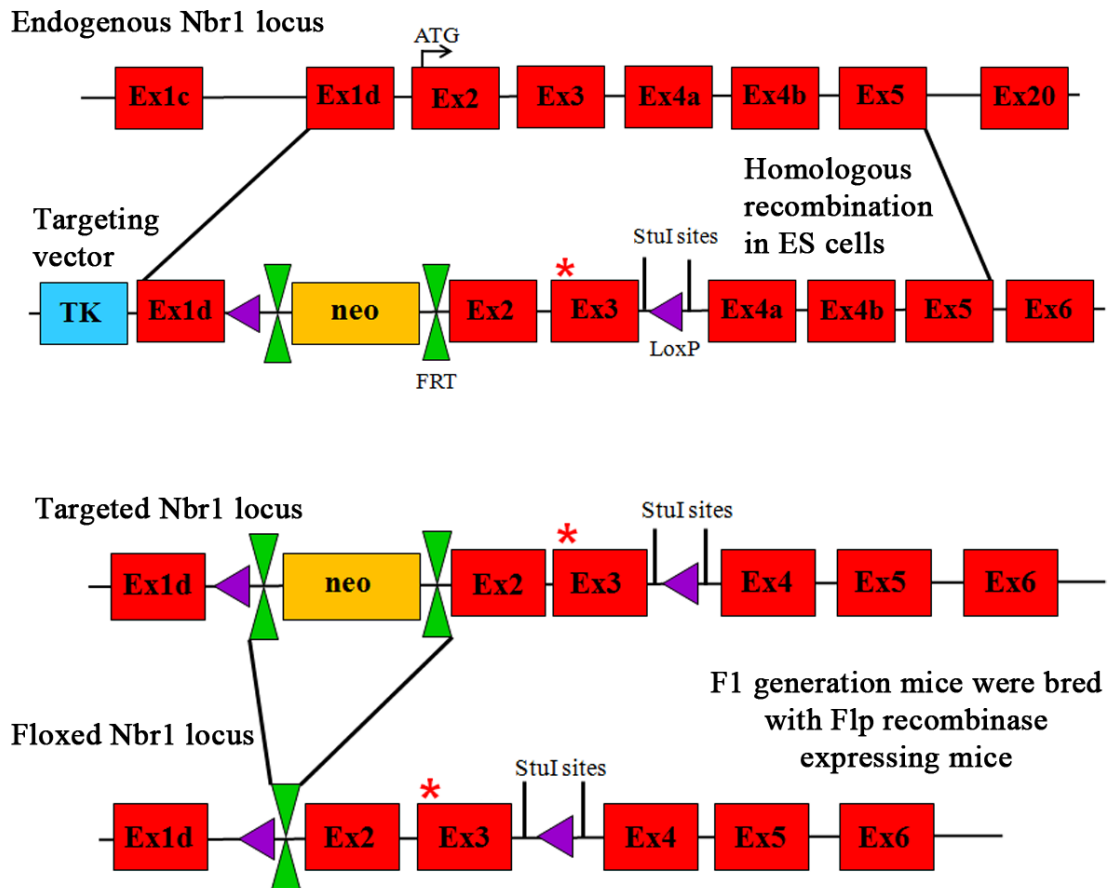 Endogenous Nbr1 locus
ATG
Ex1c Ex1d Ex2 Ex3 Ex4a Ex4b Ex5 Ex20
Homologous
recombination
in ES cells
Targeting
vector
StuI sites
*
TK Ex1d neo Ex2 Ex3 Ex4a Ex4b Ex5 Ex6
LoxP
FRT
Targeted Nbr1 locus
StuI sites
*
Ex1d neo Ex2 Ex3 Ex4 Ex5 Ex6
F1 generation mice were bred
with Flp recombinase
expressing mice
Floxed Nbr1 locus
StuI sites
*
Ex1d Ex2 Ex3 Ex4 Ex5 Ex6